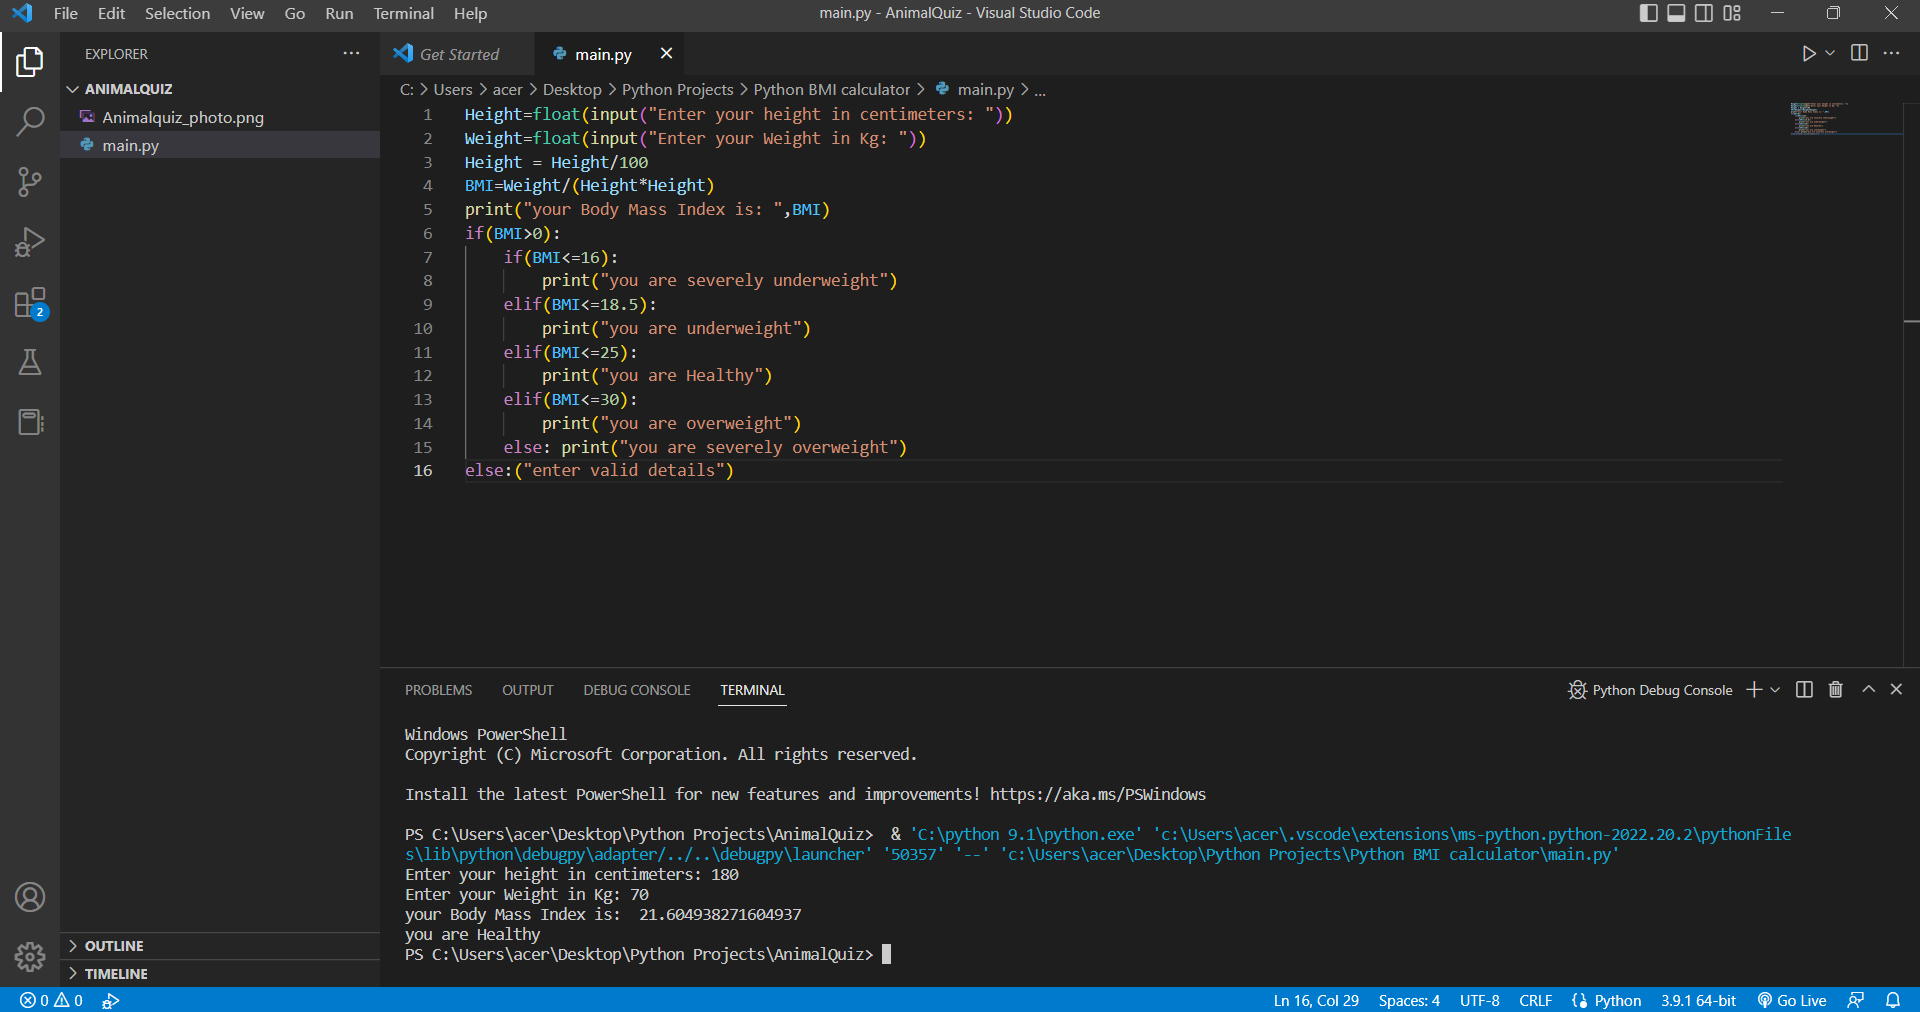 File Edit Selection View Go Run Terminal Help
main.py - AnimalQuiz - Visual Studio Code
EXPLORER
ANIMALQUIZ
Animalquiz_photo.png
main.py
2
OUTLINE
TIMELINE
Get Started
main.py
C: > Users > acer > Desktop > Python Projects > Python BMI calculator > main.py > ...
1 Height=float(input("Enter your height in centimeters: "))
2 Weight=float(input("Enter your Weight in Kg: "))
3 Height = Height/100
4 BMI=Weight/(Height*Height)
5 print("your Body Mass Index is: ",BMI)
6 if(BMI>0):
7     if(BMI<=16):
8         print("you are severely underweight")
9     elif(BMI<=18.5):
10         print("you are underweight")
11     elif(BMI<=25):
12         print("you are Healthy")
13     elif(BMI<=30):
14         print("you are overweight")
15     else: print("you are severely overweight")
16 else:("enter valid details")
PROBLEMS OUTPUT DEBUG CONSOLE TERMINAL
Python Debug Console
Windows PowerShell
Copyright (C) Microsoft Corporation. All rights reserved.
Install the latest PowerShell for new features and improvements! https://aka.ms/PSWindows
PS C:\Users\acer\Desktop\Python Projects\AnimalQuiz>  & 'C:\python 9.1\python.exe' 'c:\Users\acer\.vscode\extensions\ms-python.python-2022.20.2\pythonFile
s\lib\python\debugpy\adapter/../..\debugpy\launcher' '50357' '--' 'c:\Users\acer\Desktop\Python Projects\Python BMI calculator\main.py'
Enter your height in centimeters: 180
Enter your Weight in Kg: 70
your Body Mass Index is:  21.604938271604937
you are Healthy
PS C:\Users\acer\Desktop\Python Projects\AnimalQuiz>
0 0
Ln 16, Col 29 Spaces: 4 UTF-8 CRLF Python 3.9.1 64-bit Go Live